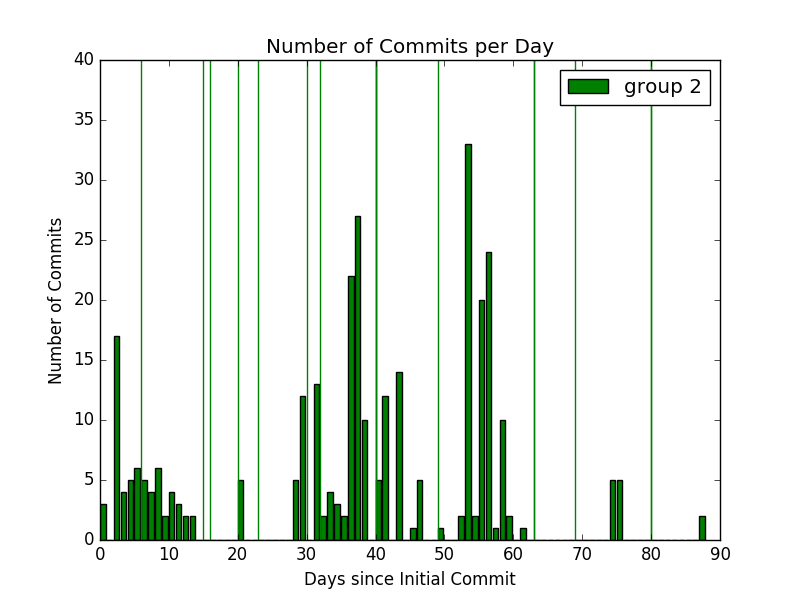 Number of Commits per Day
group 2
Number of Commits
40
35
30
25
20
15
10
5
0
0 10 20 30 40 50 60 70 80 90
Days since Initial Commit